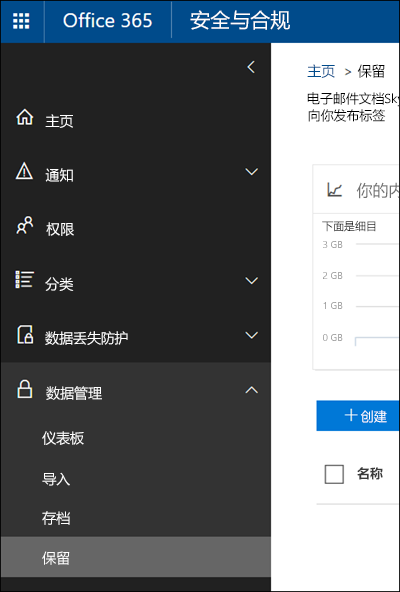 Office 365 安全与合规
主页 > 保留
电子邮件文档Sky
向你发布标签
主页
通知
权限
分类
数据丢失防护
数据管理
仪表板
导入
存档
保留
你的内
下面是细目
3 GB
2 GB
1 GB
0 GB
创建
名称